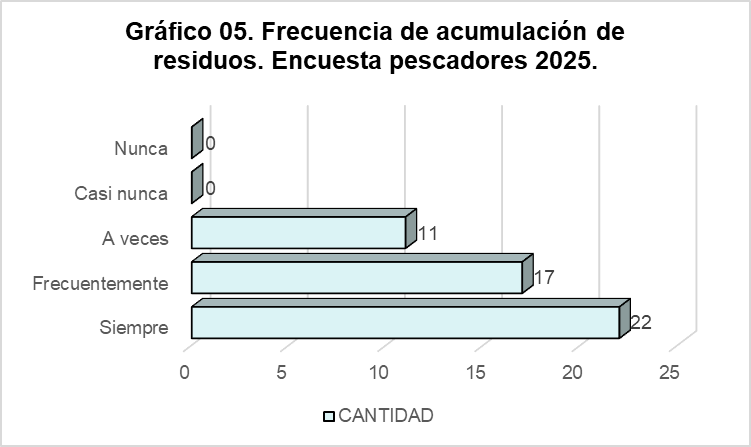 Gráfico 05. Frecuencia de acumulación de
residuos. Encuesta pescadores 2025.
Nunca 0
Casi nunca 0
A veces 11
Frecuentemente 17
Siempre 22
0 5 10 15 20 25
CANTIDAD